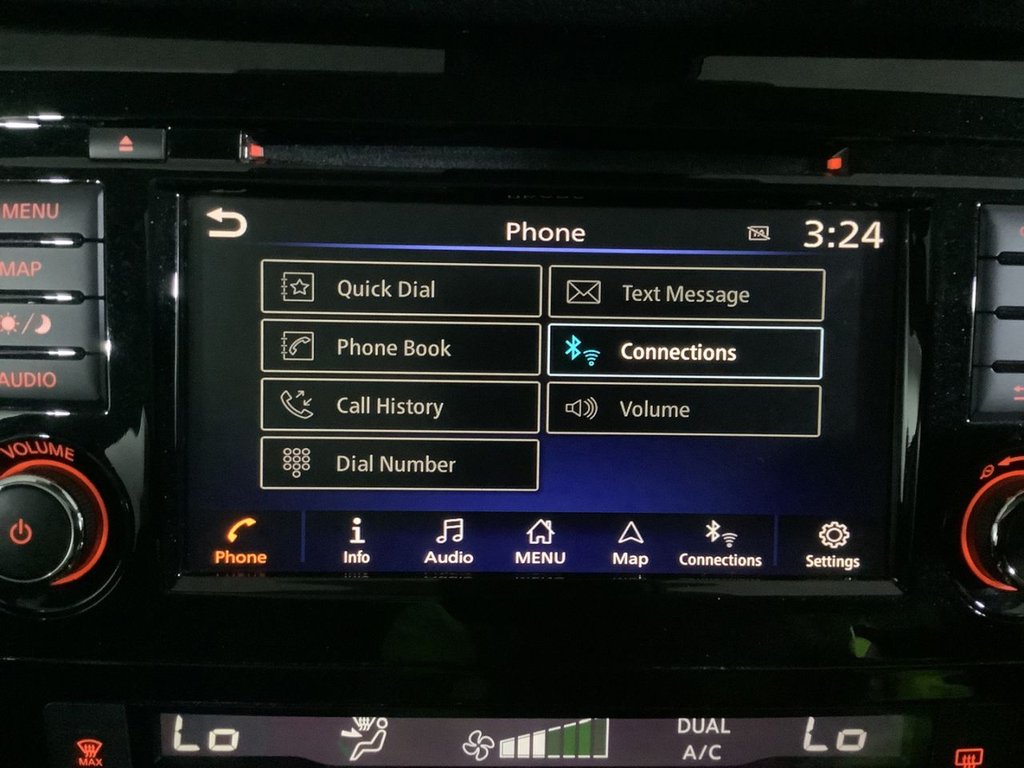 MENU
MAP
AUDIO
VOLUME
Phone
TA
3:24
Quick Dial
Text Message
Phone Book
Connections
Call History
Volume
Dial Number
Phone
Info
Audio
MENU
Map
Connections
Settings
Lo
DUAL
A/C
Lo
MAX